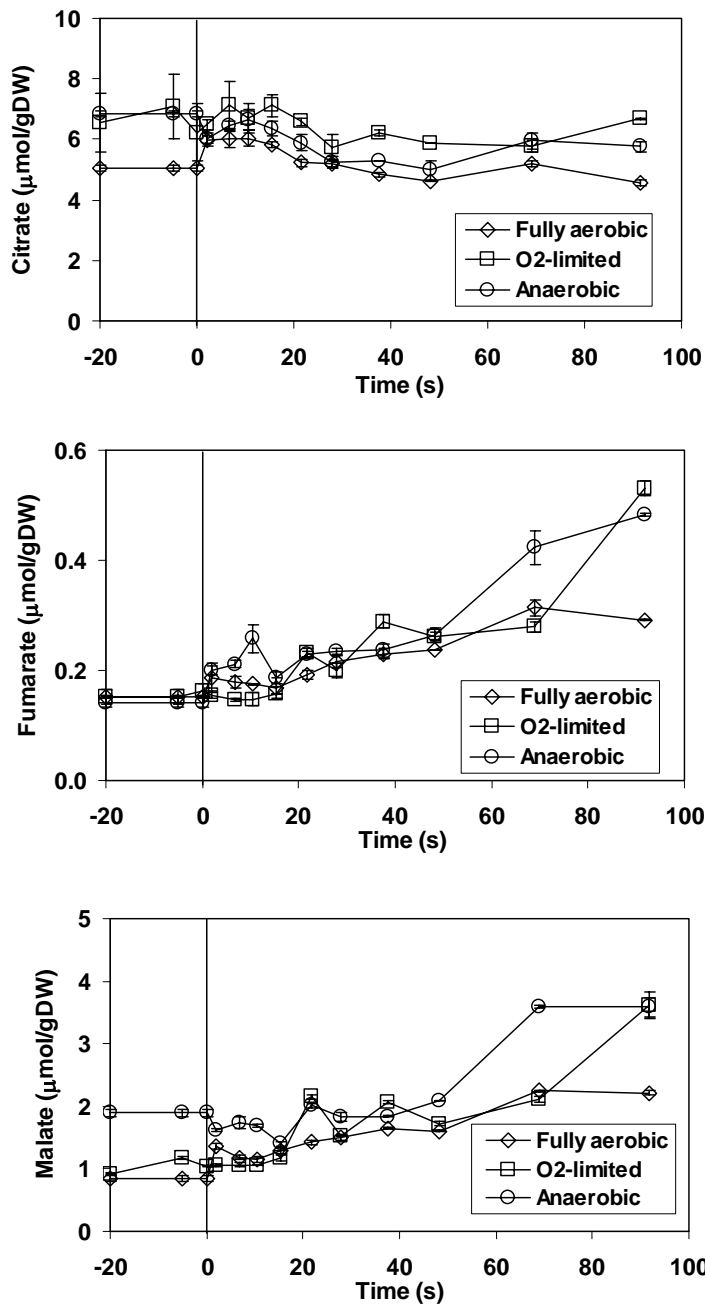 10
8
6
4
2
0
Citrate (μmol/gDW)
Fully aerobic
O2-limited
Anaerobic
-20 0 20 40 60 80 100
Time (s)
0.6
0.4
0.2
0.0
Fumarate (μmol/gDW)
Fully aerobic
O2-limited
Anaerobic
-20 0 20 40 60 80 100
Time (s)
5
4
3
2
1
0
Malate (μmol/gDW)
Fully aerobic
O2-limited
Anaerobic
-20 0 20 40 60 80 100
Time (s)